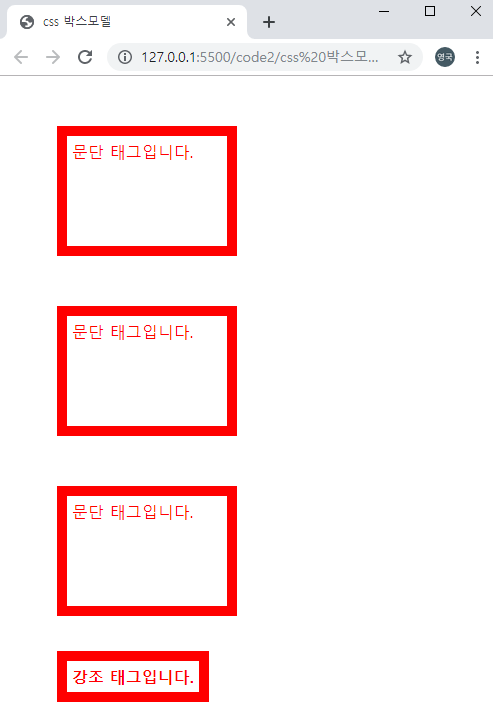 css 박스모델
127.0.0.1:5500/code2/css%20박스모...
영국
문단 태그입니다.
문단 태그입니다.
문단 태그입니다.
강조 태그입니다.